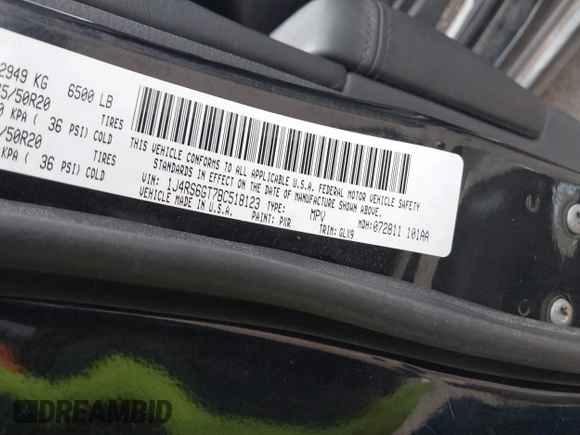 2949 KG 6500 LB
5/50R20 TIRES
0 KPA ( 36 PSI) COLD
/50R20 TIRES
KPA ( 36 PSI) COLD
THIS VEHICLE CONFORMS TO ALL APPLICABLE U.S.A. FEDERAL MOTOR VEHICLE SAFETY
STANDARDS IN EFFECT ON THE DATE OF MANUFACTURE SHOWN ABOVE.
VIN: 1J4RS6GT7BC518123 TYPE: MPV MDH:072811 101AA
VEHICLE MADE IN U.S.A. PAINT: PXR TRIM: GLX9
DREAMBID